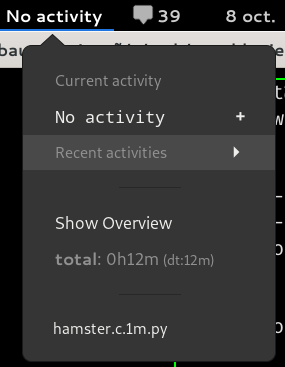 No activity 39 8 oct.
Current activity
No activity +
Recent activities
Show Overview
total: 0h12m (dt:12m)
hamster.c.1m.py